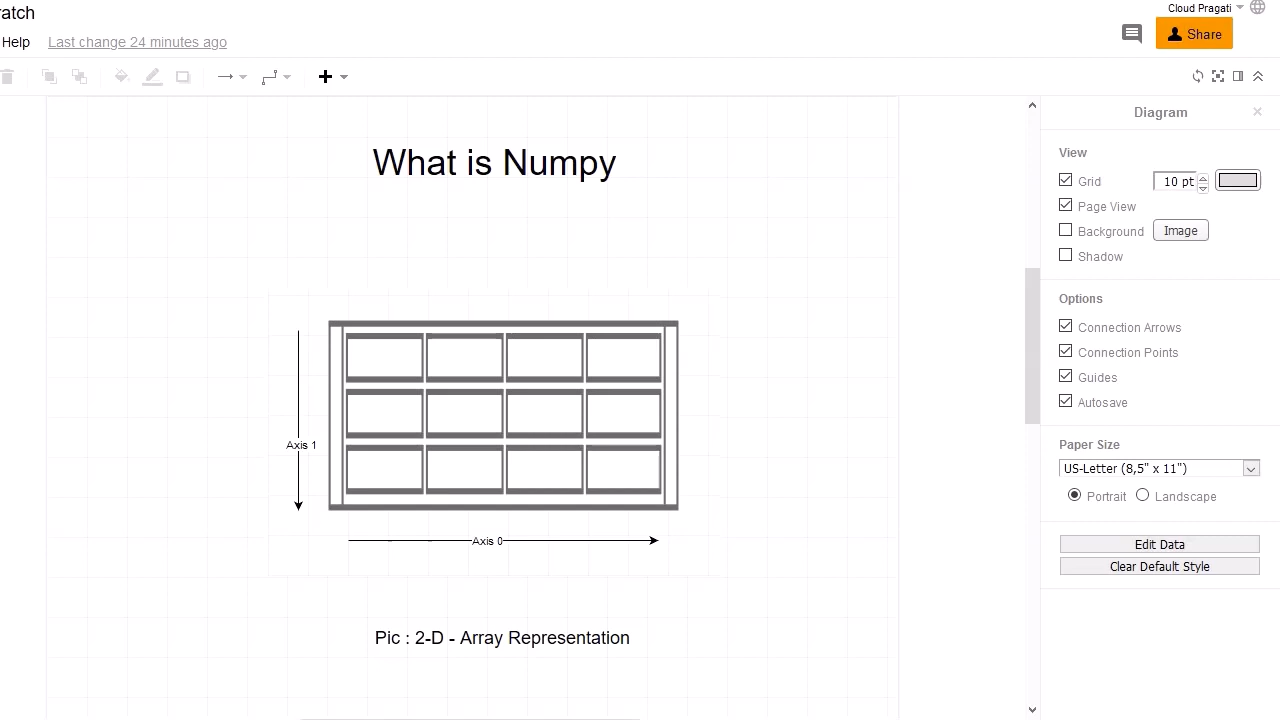 ratch
Cloud Pragati
Help
Last change 24 minutes ago
Share
What is Numpy
Axis 1
Axis 0
Pic : 2-D - Array Representation
Diagram
View
Grid
10 pt
Page View
Background
Image
Shadow
Options
Connection Arrows
Connection Points
Guides
Autosave
Paper Size
US-Letter (8,5" x 11")
Portrait
Landscape
Edit Data
Clear Default Style